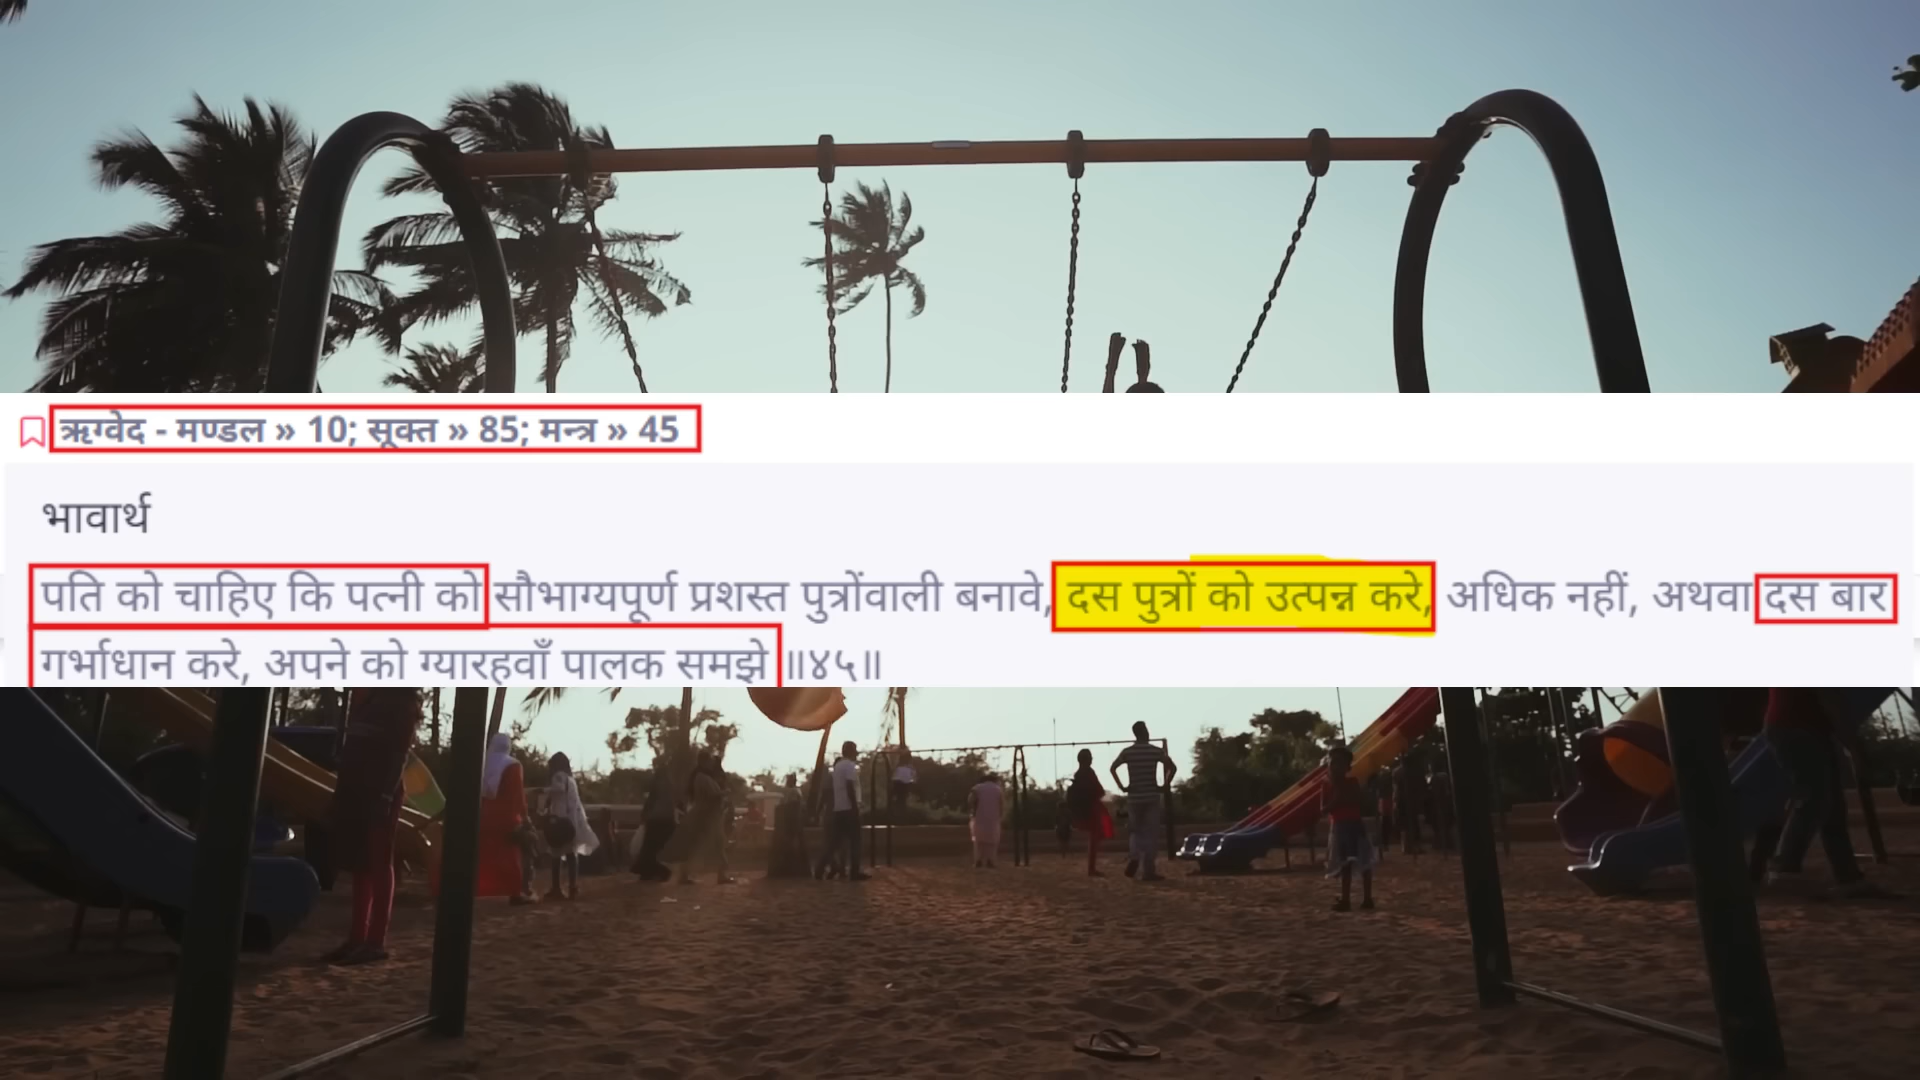 ऋग्वेद - मण्डल » 10; सूक्त » 85; मन्त्र » 45
भावार्थ
पति को चाहिए कि पत्नी को सौभाग्यपूर्ण प्रशस्त पुत्रोंवाली बनावे, दस पुत्रों को उत्पन्न करे, अधिक नहीं, अथवा दस बार
गर्भाधान करे, अपने को ग्यारहवाँ पालक समझे ॥४५॥